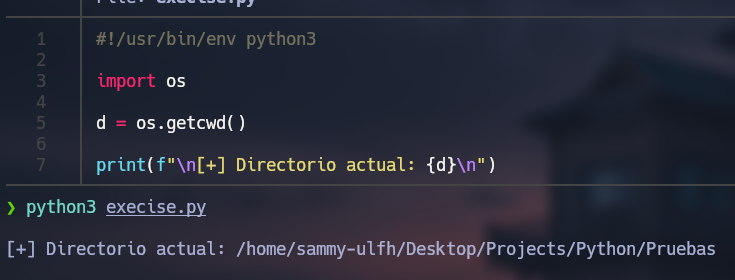 File: execise.py
1 #!/usr/bin/env python3
2
3 import os
4
5 d = os.getcwd()
6
7 print(f"\n[+] Directorio actual: {d}\n")
❯ python3 execise.py
[+] Directorio actual: /home/sammy-ulfh/Desktop/Projects/Python/Pruebas